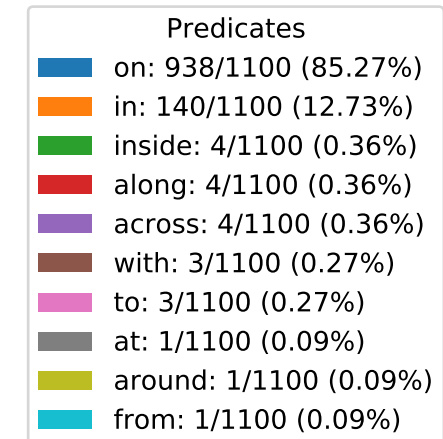 Predicates
on: 938/1100 (85.27%)
in: 140/1100 (12.73%)
inside: 4/1100 (0.36%)
along: 4/1100 (0.36%)
across: 4/1100 (0.36%)
with: 3/1100 (0.27%)
to: 3/1100 (0.27%)
at: 1/1100 (0.09%)
around: 1/1100 (0.09%)
from: 1/1100 (0.09%)